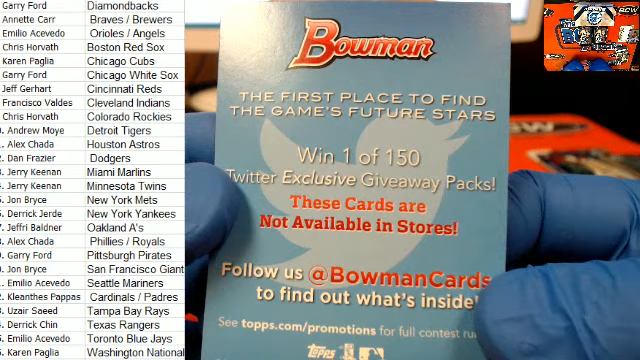 Garry Ford Diamondbacks
Annette Carr Braves / Brewers
Emilio Acevedo Orioles / Angels
Chris Horvath Boston Red Sox
Karen Paglia Chicago Cubs
Garry Ford Chicago White Sox
Jeff Gerhart Cincinnati Reds
Francisco Valdes Cleveland Indians
Chris Horvath Colorado Rockies
Andrew Moye Detroit Tigers
Alex Chada Houston Astros
Dan Frazier Dodgers
Jerry Keenan Miami Marlins
Jerry Keenan Minnesota Twins
Jon Bryce New York Mets
Derrick Jerde New York Yankees
Jeffri Baldner Oakland A's
Alex Chada Phillies / Royals
Garry Ford Pittsburgh Pirates
Jon Bryce San Francisco Giant
Emilio Acevedo Seattle Mariners
Kleanthes Pappas Cardinals / Padres
Uzair Saeed Tampa Bay Rays
Derrick Chin Texas Rangers
Emilio Acevedo Toronto Blue Jays
Karen Paglia Washington National
Bowman
THE FIRST PLACE TO FIND
THE GAME'S FUTURE STARS
Win 1 of 150
Twitter Exclusive Giveaway Packs!
These Cards are
Not Available in Stores!
Follow us @BowmanCards
to find out what's inside!
See topps.com/promotions for full contest
TOPPS